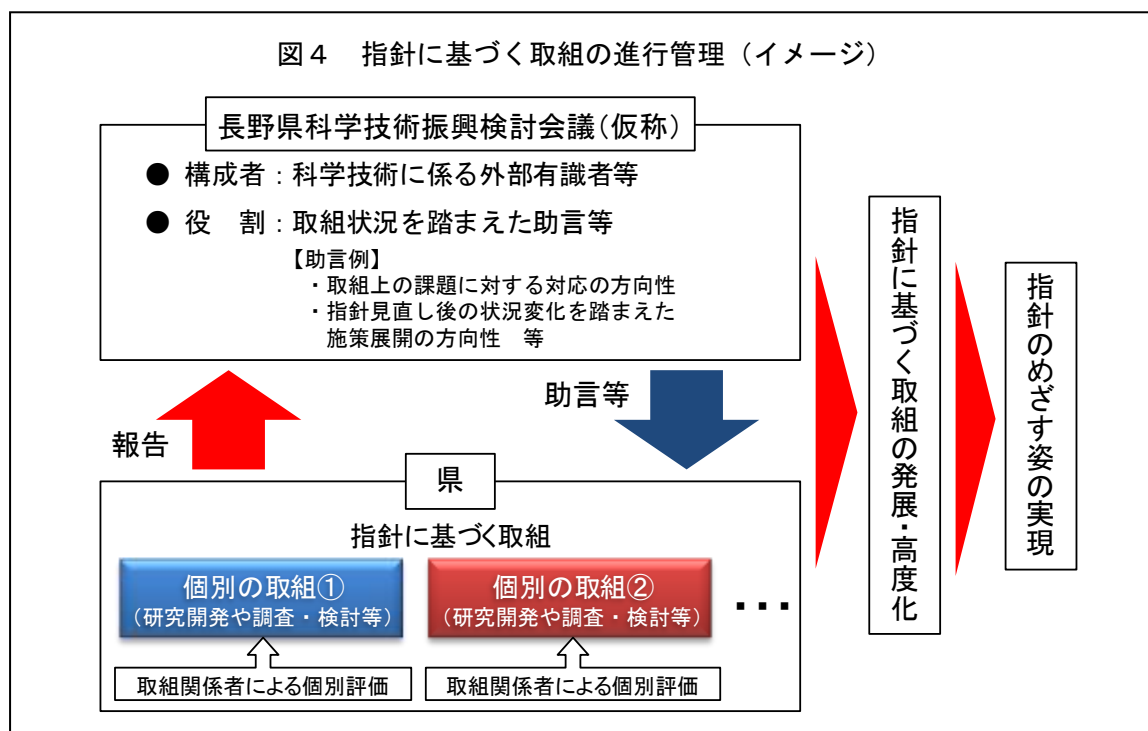 図４　指針に基づく取組の進行管理（イメージ）
長野県科学技術振興検討会議（仮称）
● 構成者：科学技術に係る外部有識者等
● 役　割：取組状況を踏まえた助言等
【助言例】
・取組上の課題に対する対応の方向性
・指針見直し後の状況変化を踏まえた
施策展開の方向性　等
報告
助言等
県
指針に基づく取組
個別の取組①
（研究開発や調査・検討等）
個別の取組②
（研究開発や調査・検討等）
・・・
取組関係者による個別評価
取組関係者による個別評価
指針に基づく取組の発展・高度化
指針のめざす姿の実現